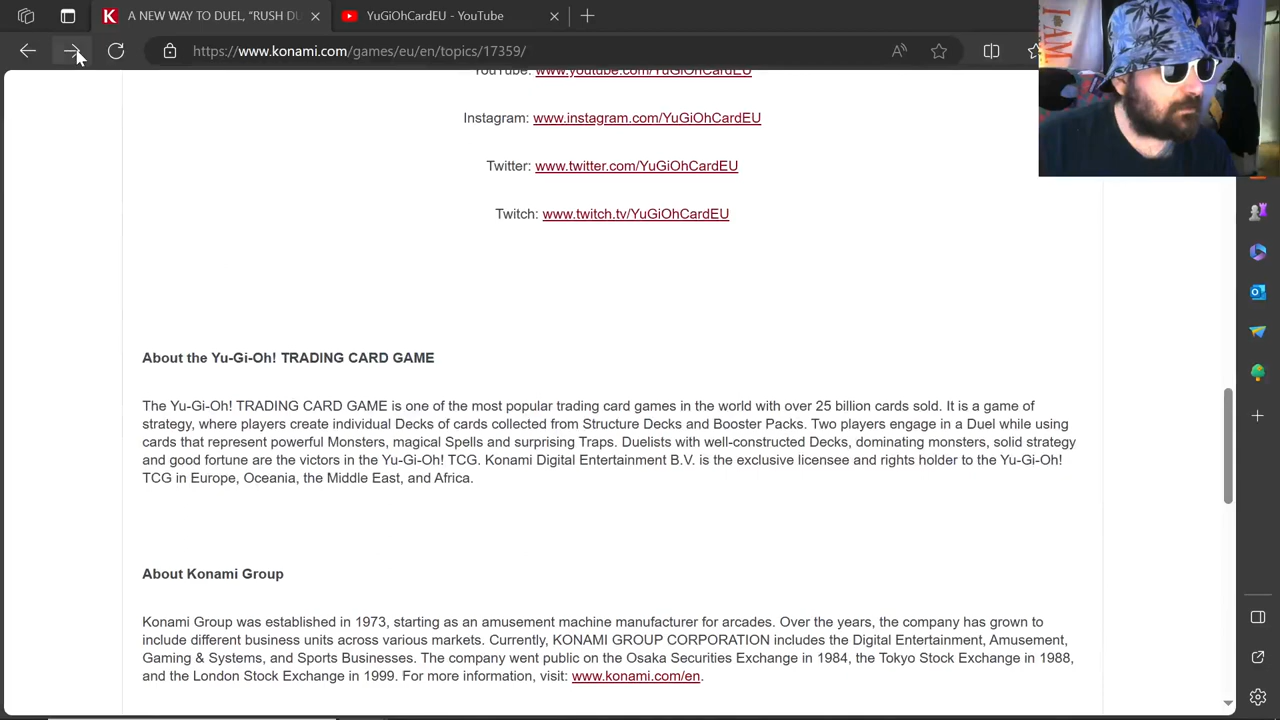 A NEW WAY TO DUEL, “RUSH DU
YuGiOhCardEU - YouTube
https://www.konami.com/games/eu/en/topics/17359/
YouTube: www.youtube.com/YuGiOhCardEU
Instagram: www.instagram.com/YuGiOhCardEU
Twitter: www.twitter.com/YuGiOhCardEU
Twitch: www.twitch.tv/YuGiOhCardEU
About the Yu-Gi-Oh! TRADING CARD GAME
The Yu-Gi-Oh! TRADING CARD GAME is one of the most popular trading card games in the world with over 25 billion cards sold. It is a game of
strategy, where players create individual Decks of cards collected from Structure Decks and Booster Packs. Two players engage in a Duel while using
cards that represent powerful Monsters, magical Spells and surprising Traps. Duelists with well-constructed Decks, dominating monsters, solid strategy
and good fortune are the victors in the Yu-Gi-Oh! TCG. Konami Digital Entertainment B.V. is the exclusive licensee and rights holder to the Yu-Gi-Oh!
TCG in Europe, Oceania, the Middle East, and Africa.
About Konami Group
Konami Group was established in 1973, starting as an amusement machine manufacturer for arcades. Over the years, the company has grown to
include different business units across various markets. Currently, KONAMI GROUP CORPORATION includes the Digital Entertainment, Amusement,
Gaming & Systems, and Sports Businesses. The company went public on the Osaka Securities Exchange in 1984, the Tokyo Stock Exchange in 1988,
and the London Stock Exchange in 1999. For more information, visit: www.konami.com/en.